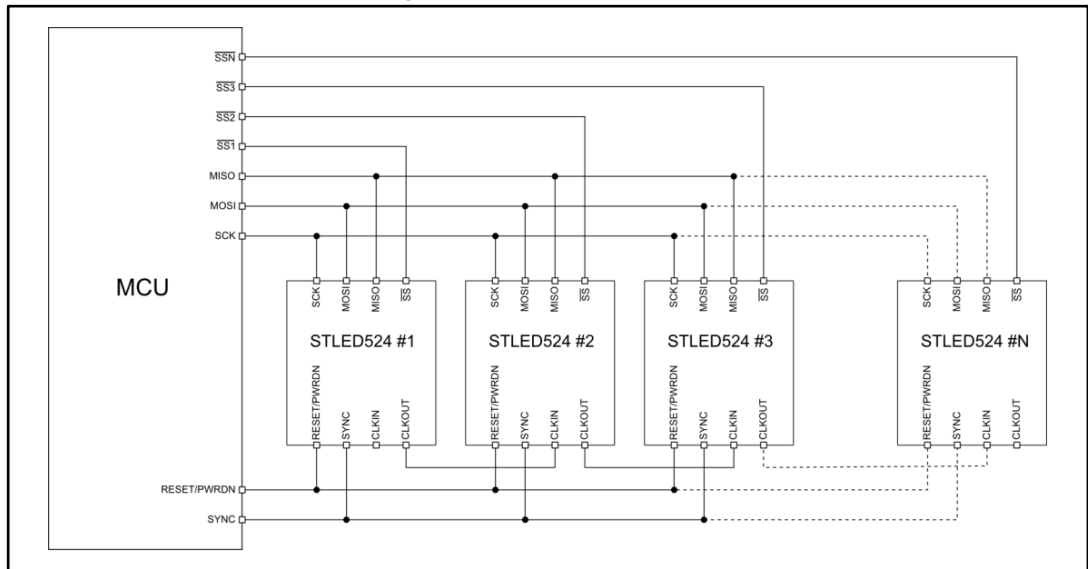 SSN
SS3
SS2
SS1
MISO
MOSI
SCK
MCU
SCK MOSI MISO SS
STLED524 #1
RESET/PWRDN SYNC CLKIN CLKOUT
SCK MOSI MISO SS
STLED524 #2
RESET/PWRDN SYNC CLKIN CLKOUT
SCK MOSI MISO SS
STLED524 #3
RESET/PWRDN SYNC CLKIN CLKOUT
SCK MOSI MISO SS
STLED524 #N
RESET/PWRDN SYNC CLKIN CLKOUT
RESET/PWRDN
SYNC